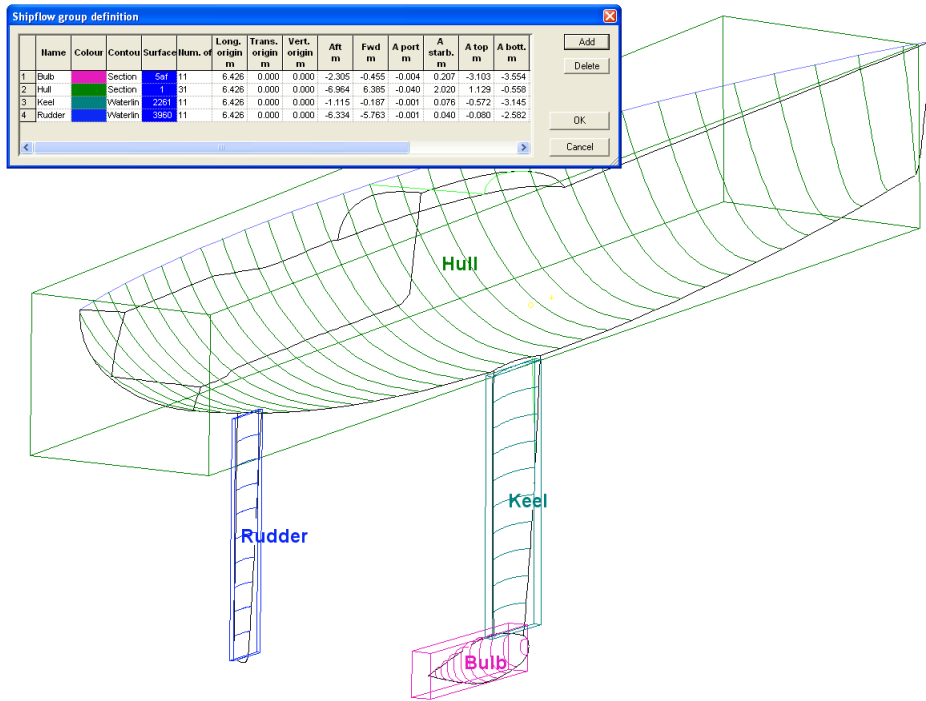 Shipflow group definition
Name Colour Contou Surface Num. of Long. origin m Trans. origin m Vert. origin m Aft m Fwd m A port m A starb. m A top m A bott. m
1 Bulb Section 5af 11 6.426 0.000 0.000 -2.305 -0.455 -0.004 0.207 -3.103 -3.554
2 Hull Section 1 31 6.426 0.000 0.000 -6.964 6.385 -0.040 2.020 1.129 -0.558
3 Keel Waterlin 2261 11 6.426 0.000 0.000 -1.115 -0.187 -0.001 0.076 -0.572 -3.145
4 Rudder Waterlin 3960 11 6.426 0.000 0.000 -6.334 -5.763 -0.001 0.040 -0.080 -2.582
Add
Delete
OK
Cancel
Hull
Keel
Rudder
Bulb